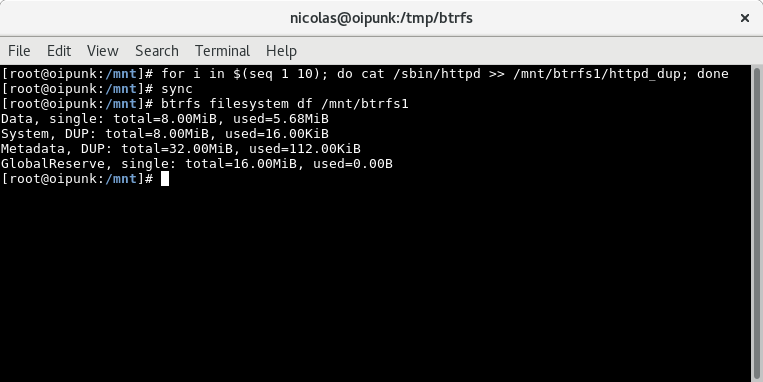 nicolas@oipunk:/tmp/btrfs ×
File Edit View Search Terminal Help
[root@oipunk:/mnt]# for i in $(seq 1 10); do cat /sbin/httpd >> /mnt/btrfs1/httpd_dup; done
[root@oipunk:/mnt]# sync
[root@oipunk:/mnt]# btrfs filesystem df /mnt/btrfs1
Data, single: total=8.00MiB, used=5.68MiB
System, DUP: total=8.00MiB, used=16.00KiB
Metadata, DUP: total=32.00MiB, used=112.00KiB
GlobalReserve, single: total=16.00MiB, used=0.00B
[root@oipunk:/mnt]#